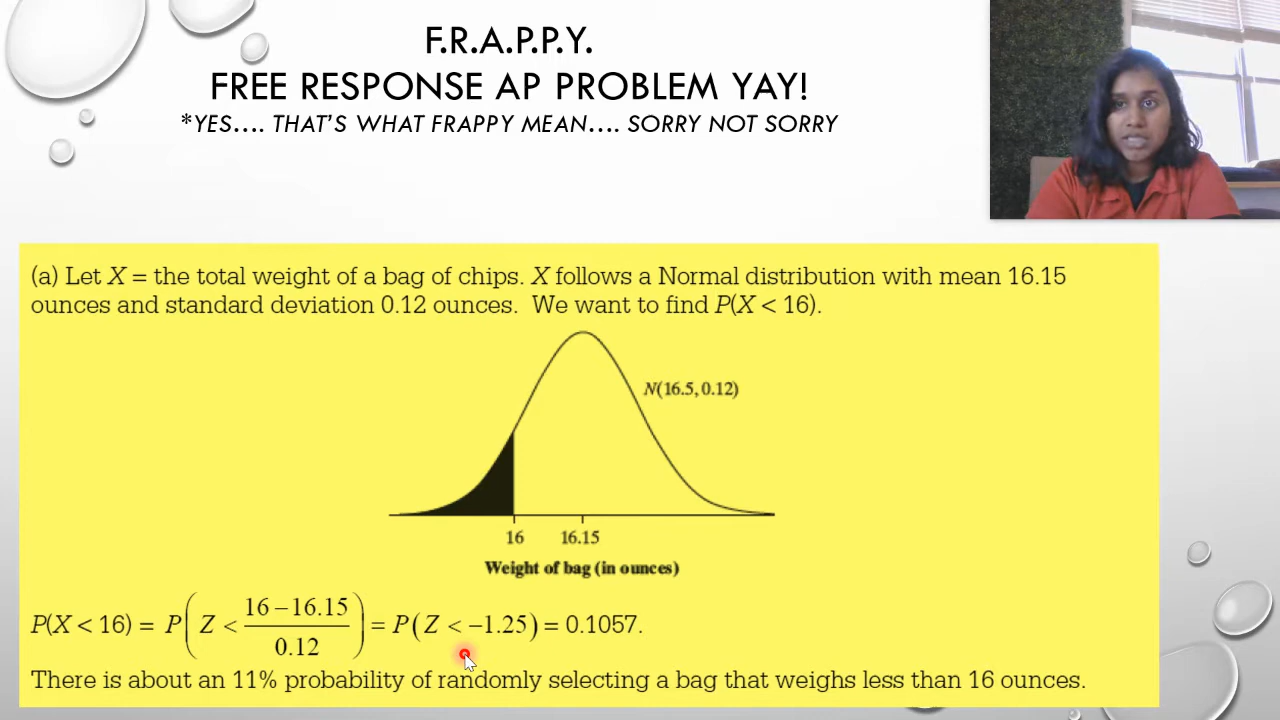 F.R.A.P.P.Y.
FREE RESPONSE AP PROBLEM YAY!
*YES.... THAT'S WHAT FRAPPY MEAN.... SORRY NOT SORRY
(a) Let X = the total weight of a bag of chips. X follows a Normal distribution with mean 16.15
ounces and standard deviation 0.12 ounces. We want to find P(X < 16).
N(16.5, 0.12)
16 16.15
Weight of bag (in ounces)
P(X < 16) = P(Z < (16 – 16.15)/0.12) = P(Z < –1.25) = 0.1057.
There is about an 11% probability of randomly selecting a bag that weighs less than 16 ounces.